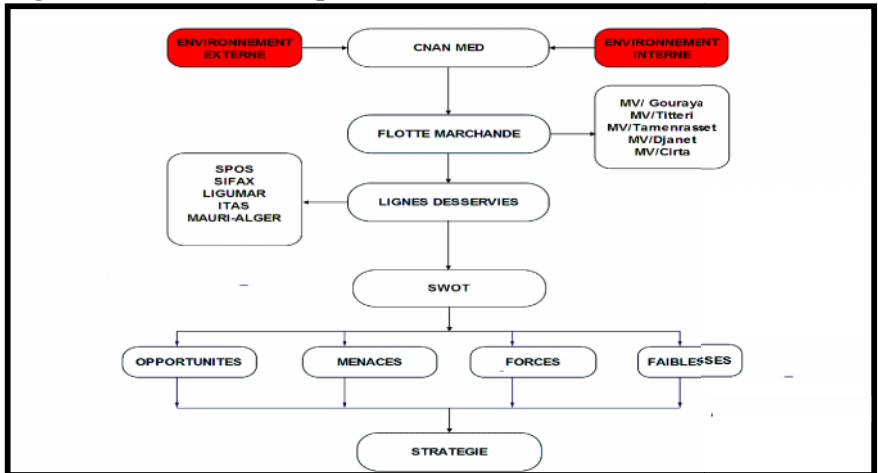 ENVIRONNEMENT
EXTERNE
CNAN MED
ENVIRONNEMENT
INTERNE
FLOTTE MARCHANDE
MV/ Gouraya
MV/Titteri
MV/Tamenrasset
MV/Djanet
MV/Cirta
SPOS
SIFAX
LIGUMAR
ITAS
MAURI-ALGER
LIGNES DESSERVIES
SWOT
OPPORTUNITES
MENACES
FORCES
FAIBLESSES
STRATEGIE